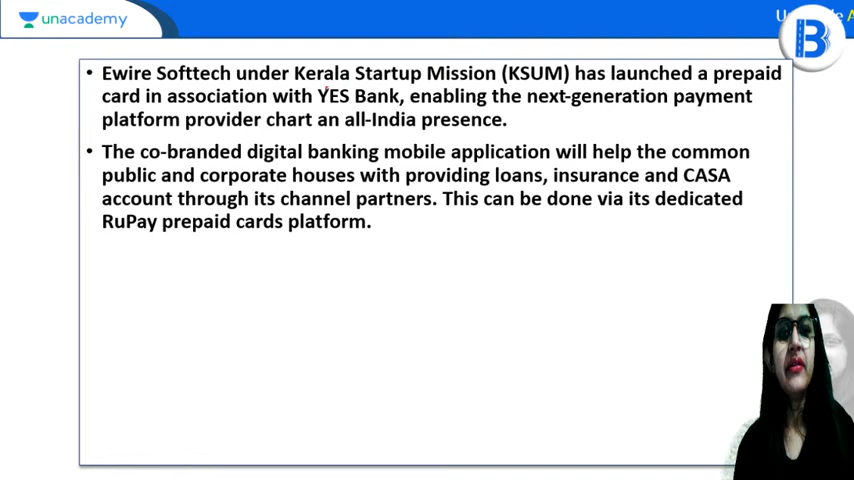 unacademy
• Ewire Softtech under Kerala Startup Mission (KSUM) has launched a prepaid
card in association with YES Bank, enabling the next-generation payment
platform provider chart an all-India presence.
• The co-branded digital banking mobile application will help the common
public and corporate houses with providing loans, insurance and CASA
account through its channel partners. This can be done via its dedicated
RuPay prepaid cards platform.
B